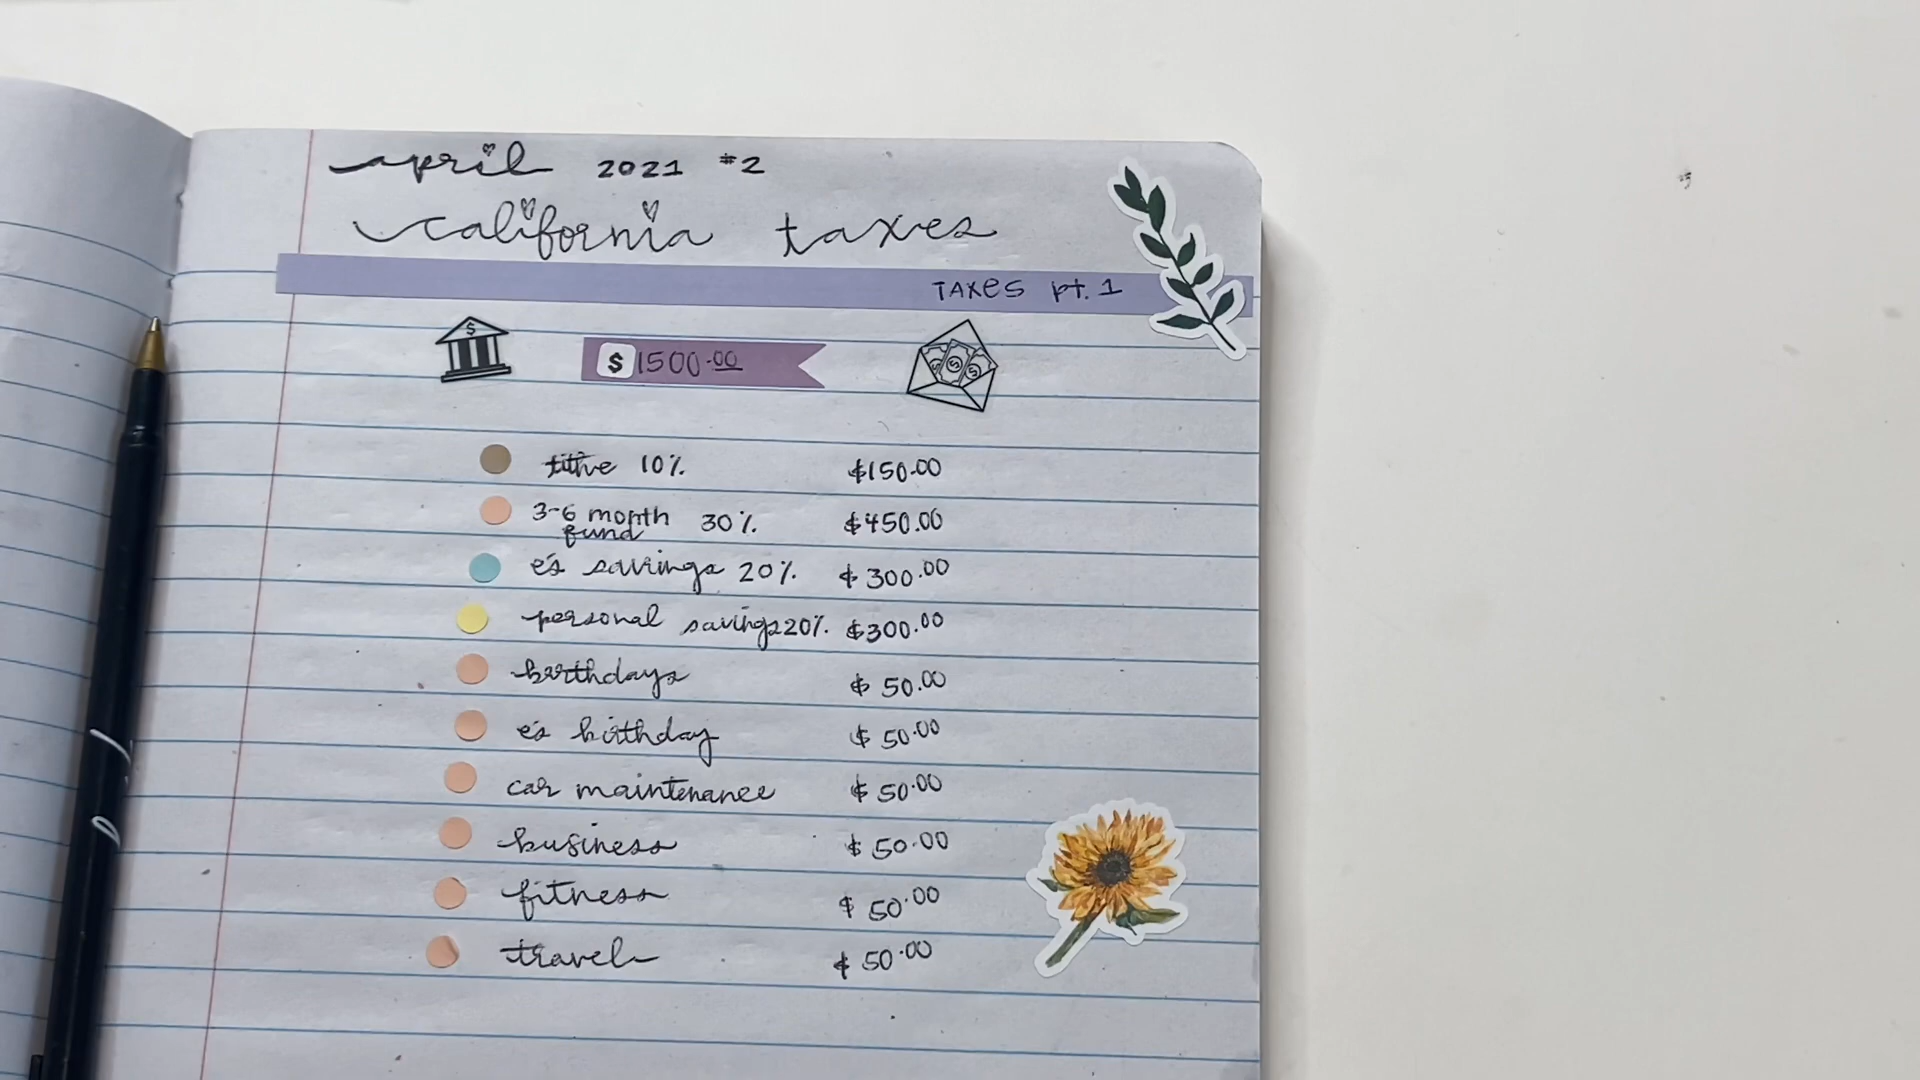 april 2021 #2
california taxes
TAXES pt. 1
$1500.00
tithe 10% $150.00
3-6 month fund 30% $450.00
e's savings 20% $300.00
personal savings 20% $300.00
birthdays $50.00
e's birthday $50.00
car maintenance $50.00
business $50.00
fitness $50.00
travel $50.00